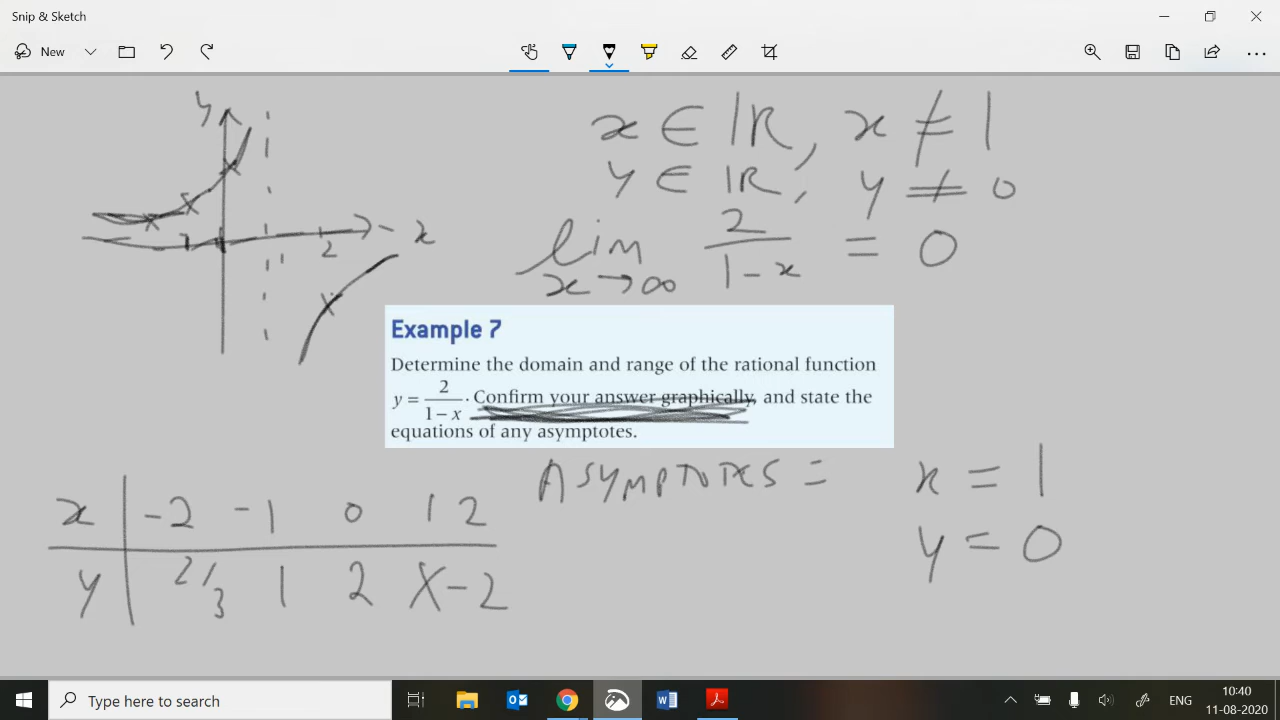 Snip & Sketch
New
y
x
1
2
x ∈ ℝ, x ≠ 1
y ∈ ℝ, y ≠ 0
lim x→∞ 2/(1-x) = 0
Example 7
Determine the domain and range of the rational function
y = 2/(1-x). Confirm your answer graphically, and state the
equations of any asymptotes.
ASYMPTOTES = x = 1
y = 0
x | -2 -1 0 1 2
y | 2/3 1 2 X -2
Type here to search
ENG
10:40
11-08-2020